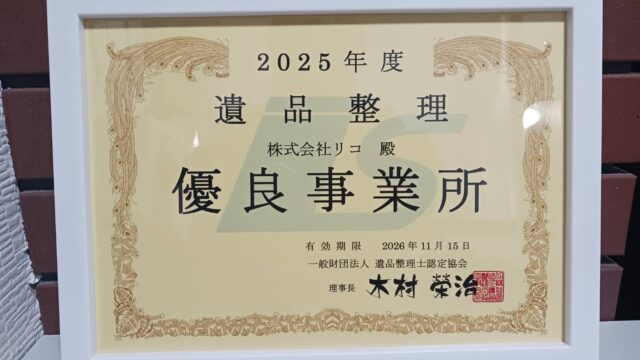 2025年度
遺品整理
株式会社リコ 殿
優良事業所
有効期限 2026年11月15日
一般財団法人 遺品整理士認定協会
理事長 木村 榮治